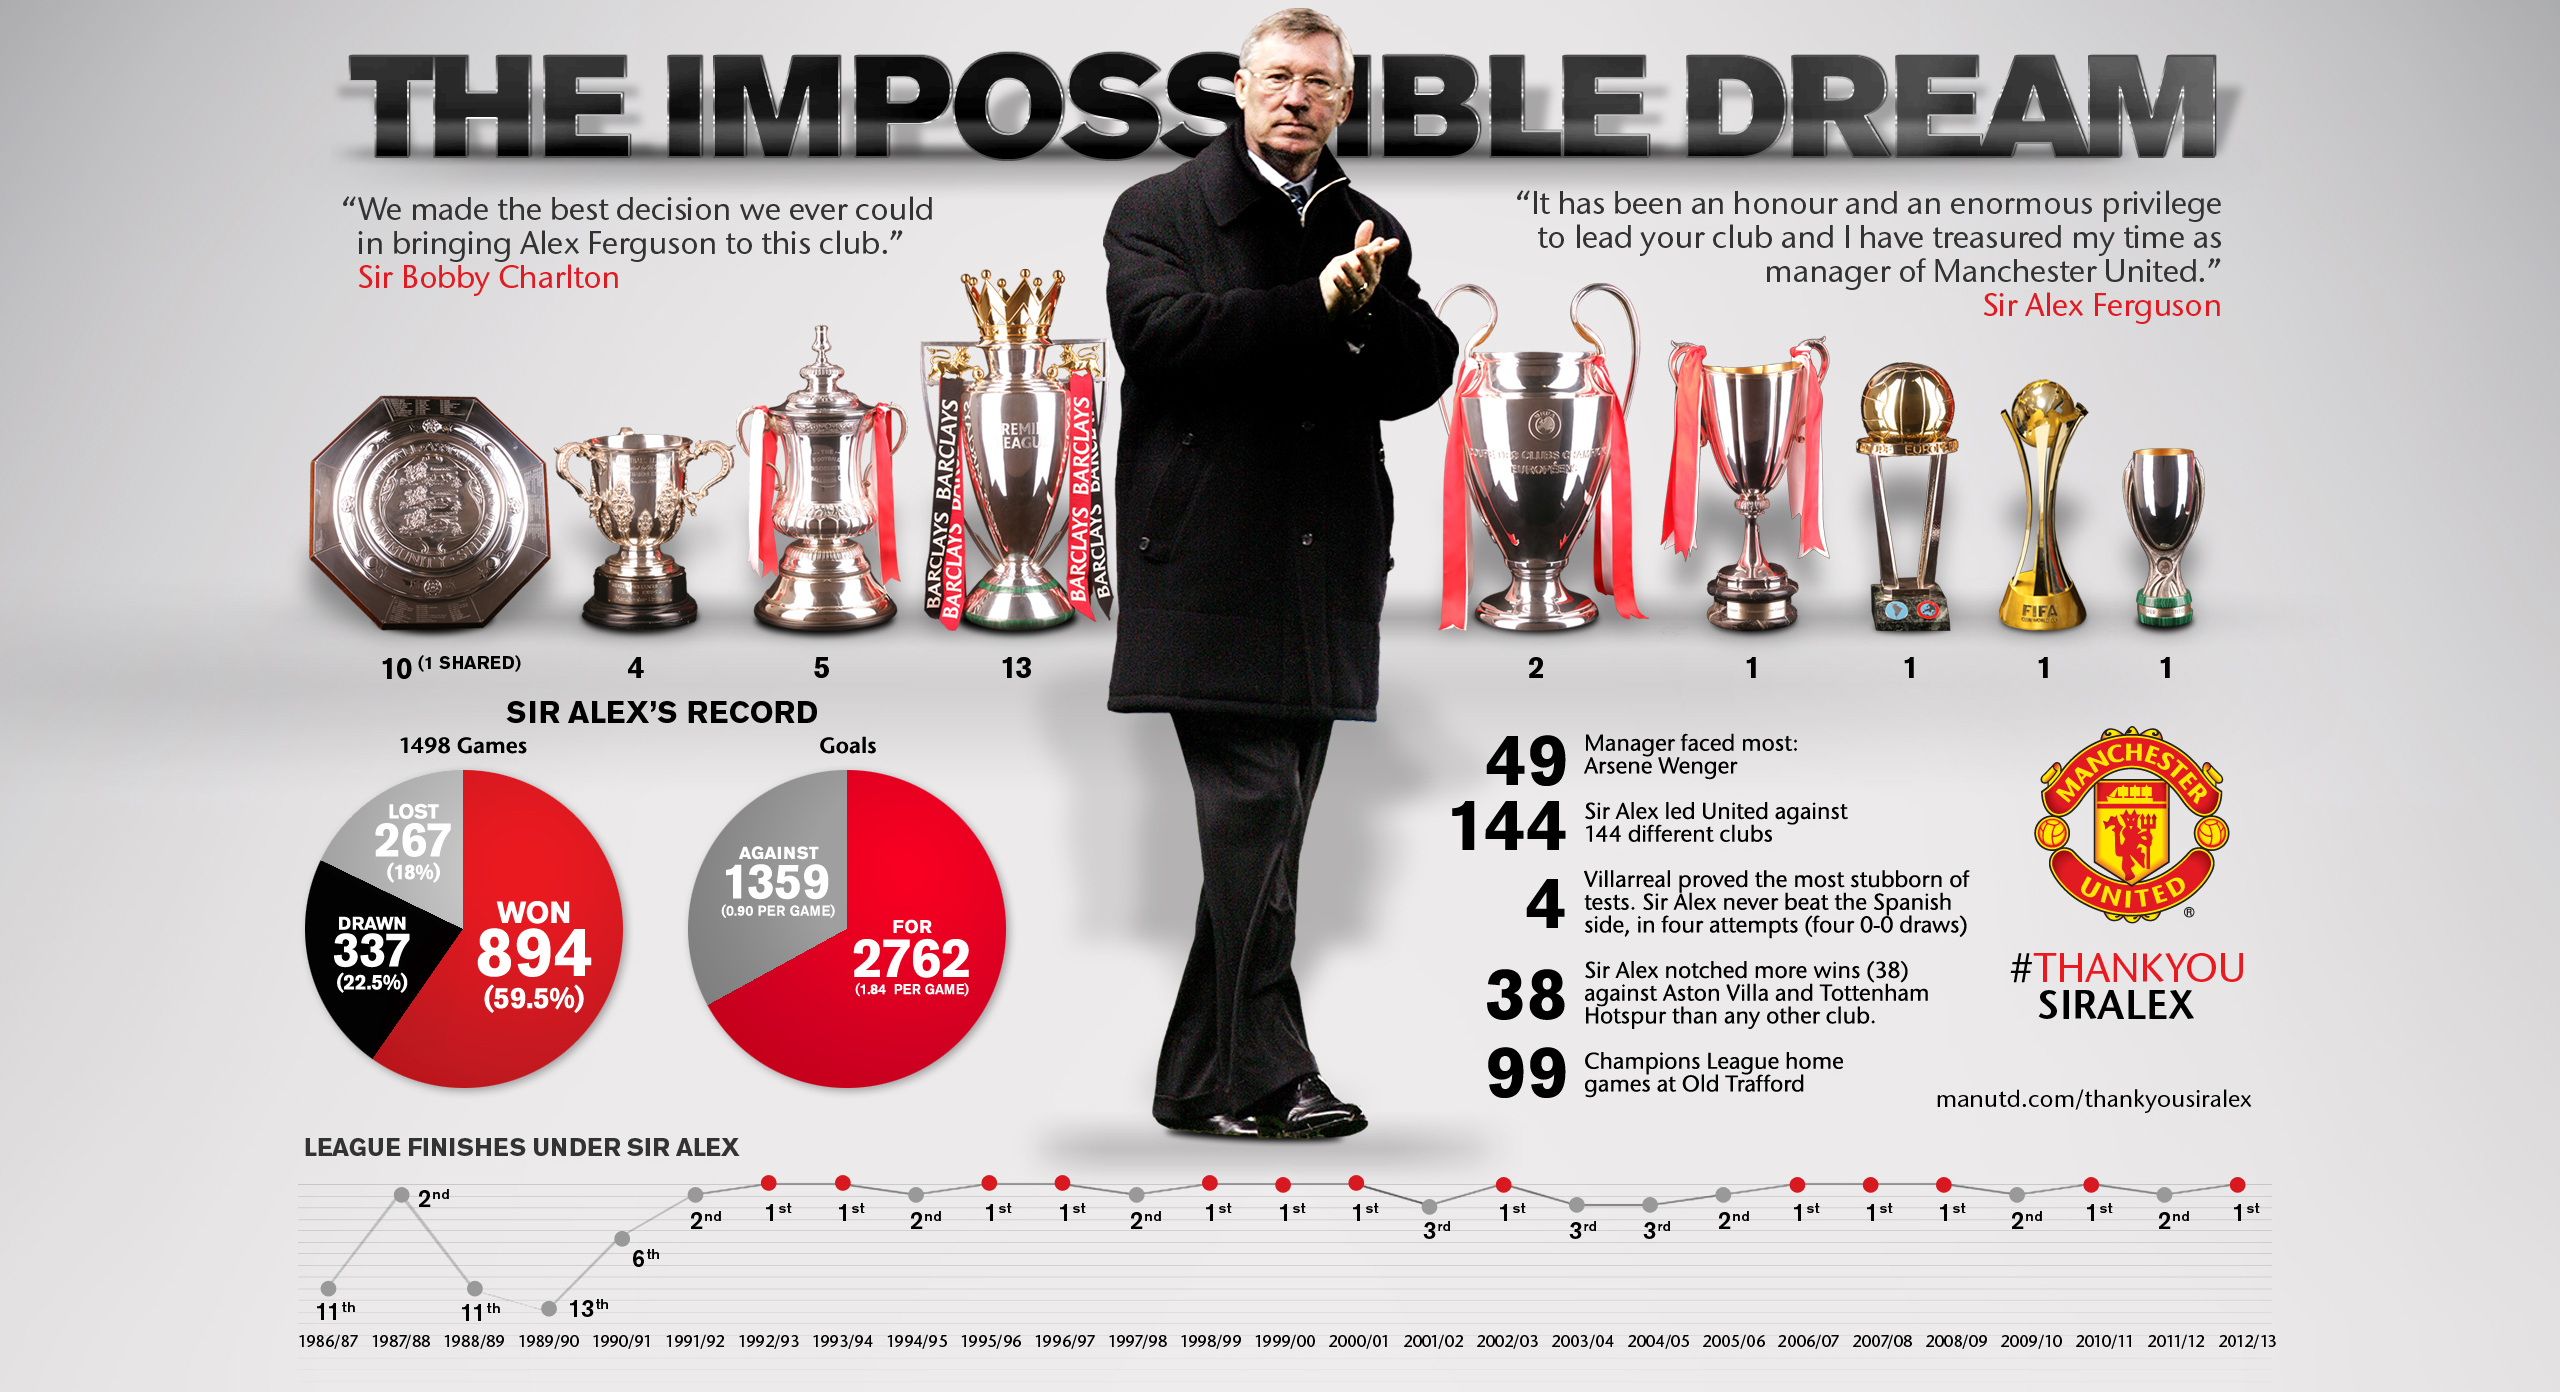 THE IMPOSSIBLE DREAM
“We made the best decision we ever could
in bringing Alex Ferguson to this club.”
Sir Bobby Charlton
“It has been an honour and an enormous privilege
to lead your club and I have treasured my time as
manager of Manchester United.”
Sir Alex Ferguson
COMMUNITY SHIELD
BARCLAYS BARCLAYS
BARCLAYS
BARCLAYS BARCLAYS
BARCLAYS
EUROPÉENS
FIFA
10 (1 SHARED)
4
5
13
2
1
1
1
1
SIR ALEX’S RECORD
1498 Games
LOST
267
(18%)
DRAWN
337
(22.5%)
WON
894
(59.5%)
Goals
AGAINST
1359
(0.90 PER GAME)
FOR
2762
(1.84 PER GAME)
49
Manager faced most:
Arsene Wenger
144
Sir Alex led United against
144 different clubs
4
Villarreal proved the most stubborn of
tests. Sir Alex never beat the Spanish
side, in four attempts (four 0-0 draws)
38
Sir Alex notched more wins (38)
against Aston Villa and Tottenham
Hotspur than any other club.
99
Champions League home
games at Old Trafford
MANCHESTER
UNITED
®
#THANKYOU
SIRALEX
manutd.com/thankyousiralex
LEAGUE FINISHES UNDER SIR ALEX
11th 2nd 11th 13th 6th 2nd 1st 1st 2nd 1st 1st 2nd 1st 1st 1st 3rd 1st 3rd 3rd 2nd 1st 1st 1st 2nd 1st 2nd 1st
1986/87 1987/88 1988/89 1989/90 1990/91 1991/92 1992/93 1993/94 1994/95 1995/96 1996/97 1997/98 1998/99 1999/00 2000/01 2001/02 2002/03 2003/04 2004/05 2005/06 2006/07 2007/08 2008/09 2009/10 2010/11 2011/12 2012/13